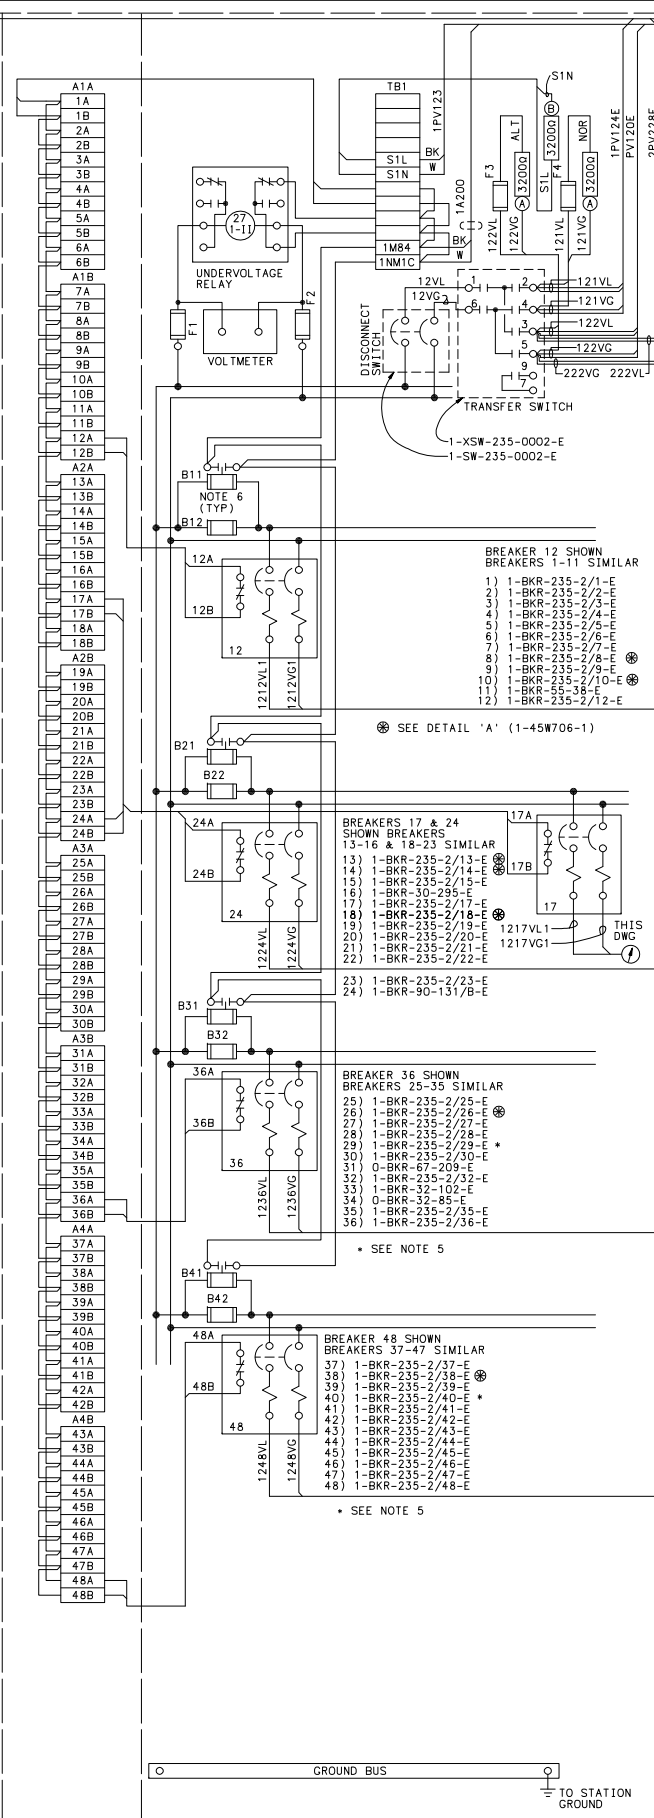 A1A
1A
1B
2A
2B
3A
3B
4A
4B
5A
5B
6A
6B
A1B
7A
7B
8A
8B
9A
9B
10A
10B
11A
11B
12A
12B
A2A
13A
13B
14A
14B
15A
15B
16A
16B
17A
17B
18A
18B
A2B
19A
19B
20A
20B
21A
21B
22A
22B
23A
23B
24A
24B
A3A
25A
25B
26A
26B
27A
27B
28A
28B
29A
29B
30A
30B
A3B
31A
31B
32A
32B
33A
33B
34A
34B
35A
35B
36A
36B
A4A
37A
37B
38A
38B
39A
39B
40A
40B
41A
41B
42A
42B
A4B
43A
43B
44A
44B
45A
45B
46A
46B
47A
47B
48A
48B
TB1
S1L
S1N
1M84
1NM1C
1PV123
BK
W
1A200
BK
W
S1N
B
3200Ω
S1L
ALT
3200Ω
A
F3
122VL
122VG
NOR
3200Ω
A
F4
121VL
121VG
1PV124E
PV120E
2PV228E
27
1-II
UNDERVOLTAGE
RELAY
F1
F2
VOLTMETER
DISCONNECT
SWITCH
12VL
12VG
1
2
6
4
3
5
9
7
121VL
121VG
122VL
122VG
222VG 222VL
TRANSFER SWITCH
1-XSW-235-0002-E
1-SW-235-0002-E
B11
NOTE 6
(TYP)
B12
12A
12B
12
1212VL1
1212VG1
BREAKER 12 SHOWN
BREAKERS 1-11 SIMILAR
1) 1-BKR-235-2/1-E
2) 1-BKR-235-2/2-E
3) 1-BKR-235-2/3-E
4) 1-BKR-235-2/4-E
5) 1-BKR-235-2/5-E
6) 1-BKR-235-2/6-E
7) 1-BKR-235-2/7-E
8) 1-BKR-235-2/8-E ⊛
9) 1-BKR-235-2/9-E
10) 1-BKR-235-2/10-E ⊛
11) 1-BKR-55-38-E
12) 1-BKR-235-2/12-E
⊛ SEE DETAIL 'A' (1-45W706-1)
B21
B22
24A
24B
24
1224VL
1224VG
BREAKERS 17 & 24
SHOWN BREAKERS
13-16 & 18-23 SIMILAR
13) 1-BKR-235-2/13-E ⊛
14) 1-BKR-235-2/14-E ⊛
15) 1-BKR-235-2/15-E
16) 1-BKR-30-295-E
17) 1-BKR-235-2/17-E
18) 1-BKR-235-2/18-E ⊛
19) 1-BKR-235-2/19-E
20) 1-BKR-235-2/20-E
21) 1-BKR-235-2/21-E
22) 1-BKR-235-2/22-E
23) 1-BKR-235-2/23-E
24) 1-BKR-90-131/B-E
17A
17B
17
1217VL1
1217VG1
THIS
DWG
B31
B32
36A
36B
36
1236VL
1236VG
BREAKER 36 SHOWN
BREAKERS 25-35 SIMILAR
25) 1-BKR-235-2/25-E
26) 1-BKR-235-2/26-E ⊛
27) 1-BKR-235-2/27-E
28) 1-BKR-235-2/28-E
29) 1-BKR-235-2/29-E *
30) 1-BKR-235-2/30-E
31) 0-BKR-67-209-E
32) 1-BKR-235-2/32-E
33) 1-BKR-32-102-E
34) 0-BKR-32-85-E
35) 1-BKR-235-2/35-E
36) 1-BKR-235-2/36-E
* SEE NOTE 5
B41
B42
48A
48B
48
1248VL
1248VG
BREAKER 48 SHOWN
BREAKERS 37-47 SIMILAR
37) 1-BKR-235-2/37-E
38) 1-BKR-235-2/38-E ⊛
39) 1-BKR-235-2/39-E
40) 1-BKR-235-2/40-E *
41) 1-BKR-235-2/41-E
42) 1-BKR-235-2/42-E
43) 1-BKR-235-2/43-E
44) 1-BKR-235-2/44-E
45) 1-BKR-235-2/45-E
46) 1-BKR-235-2/46-E
47) 1-BKR-235-2/47-E
48) 1-BKR-235-2/48-E
* SEE NOTE 5
GROUND BUS
TO STATION
GROUND